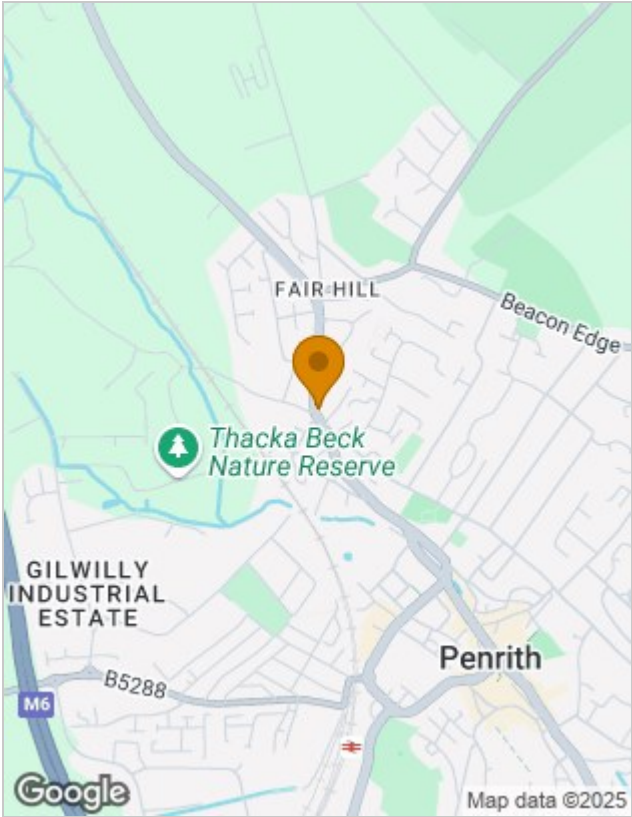 FAIR HILL
Beacon Edge
Thacka Beck
Nature Reserve
GILWILLY
INDUSTRIAL
ESTATE
Penrith
B5288
M6
Google
Map data ©2025